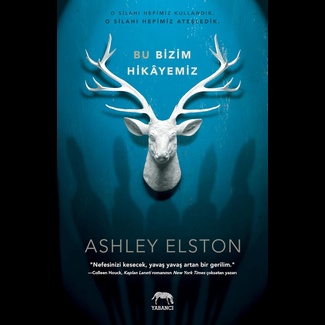 O SİLAHI HEPİMİZ KULLANDIK.
O SİLAHI HEPİMİZ ATEŞLEDİK.
BU BİZİM
HİKÂYEMİZ
ASHLEY ELSTON
"Nefesinizi kesecek, yavaş yavaş artan bir gerilim."
—Colleen Houck, Kaplan Laneti romanının New York Times çoksatan yazarı
YABANCI